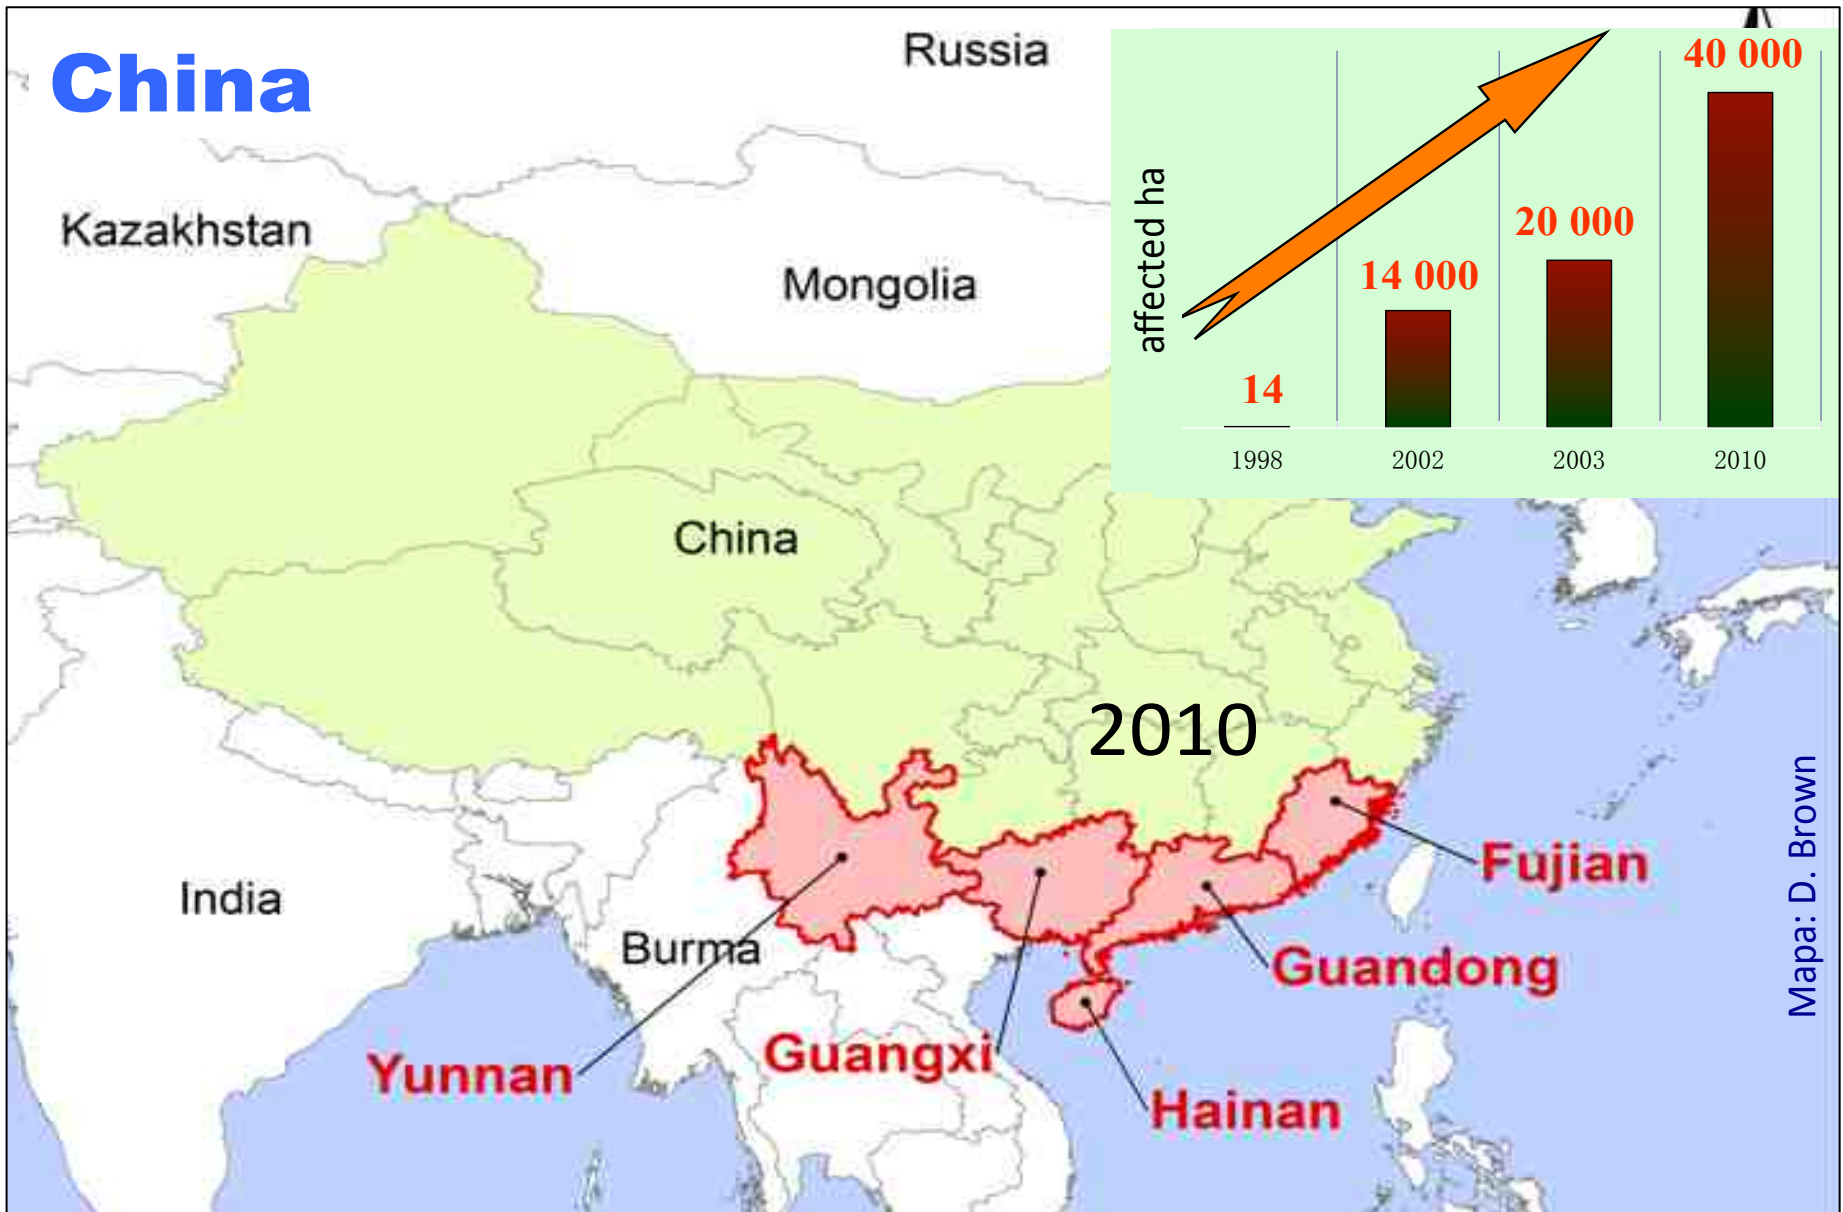 China
Russia
Kazakhstan
Mongolia
China
India
Burma
2010
Yunnan
Guangxi
Hainan
Guandong
Fujian
affected ha
14
14 000
20 000
40 000
1998
2002
2003
2010
Mapa: D. Brown